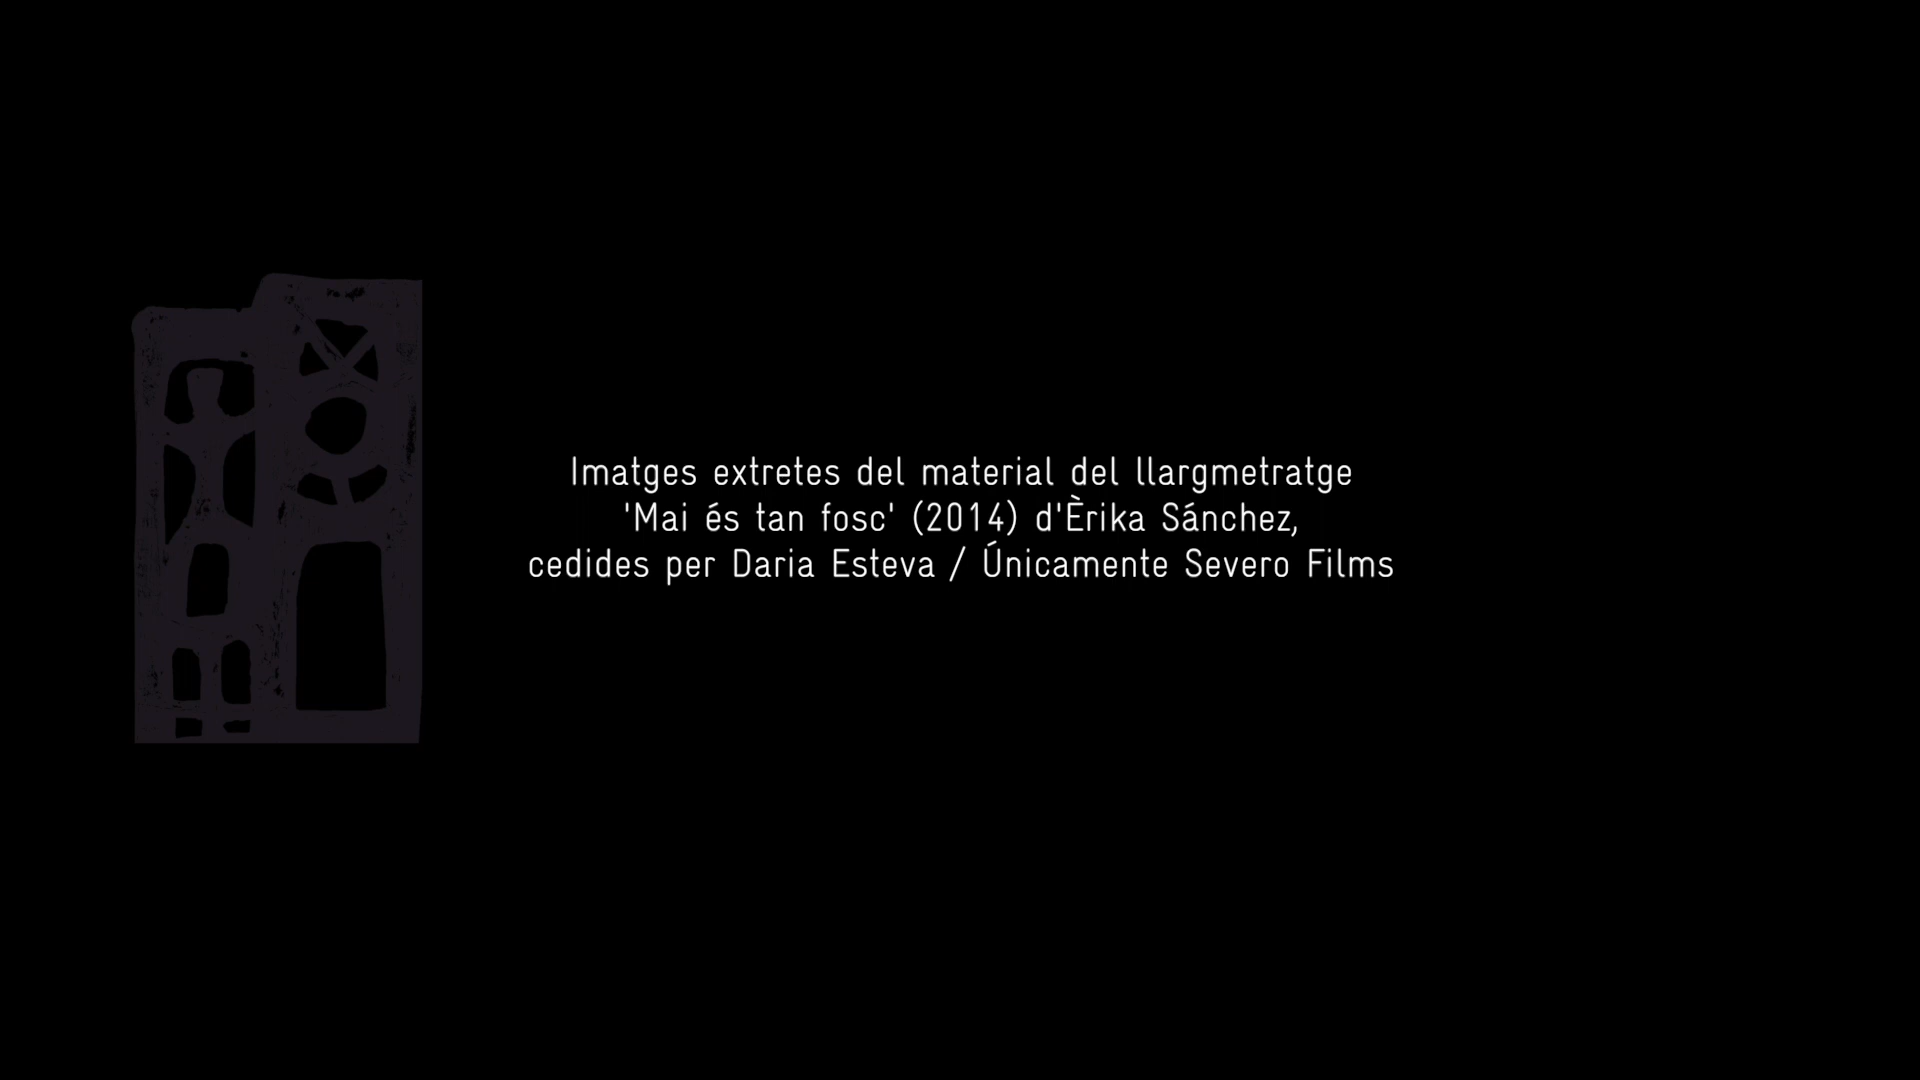 Imatges extretes del material del llargmetratge
'Mai és tan fosc' (2014) d'Èrika Sánchez,
cedides per Daria Esteva / Únicamente Severo Films